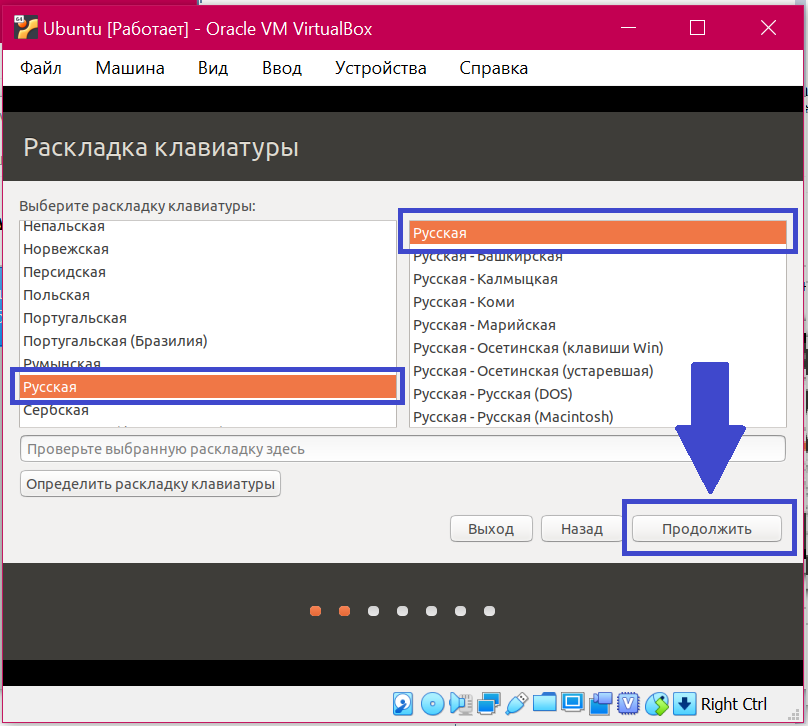 Ubuntu [Работает] - Oracle VM VirtualBox
Файл Машина Вид Ввод Устройства Справка
Раскладка клавиатуры
Выберите раскладку клавиатуры:
Непальская
Норвежская
Персидская
Польская
Португальская
Португальская (Бразилия)
Румынская
Русская
Сербская
Русская
Русская - Башкирская
Русская - Калмыцкая
Русская - Коми
Русская - Марийская
Русская - Осетинская (клавиши Win)
Русская - Осетинская (устаревшая)
Русская - Русская (DOS)
Русская - Русская (Macintosh)
Проверьте выбранную раскладку здесь
Определить раскладку клавиатуры
Выход Назад Продолжить
Right Ctrl